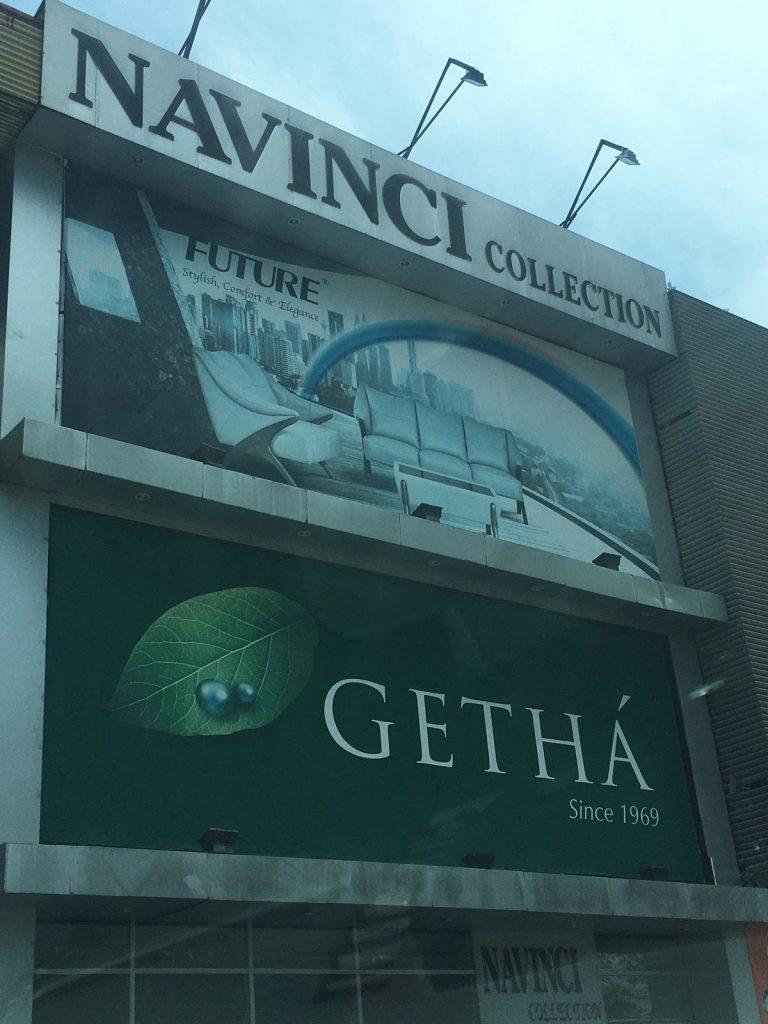 NAVINCI COLLECTION
FUTURE®
Stylish, Comfort & Elegance
GETHÁ
Since 1969
NAVINCI
COLLECTION